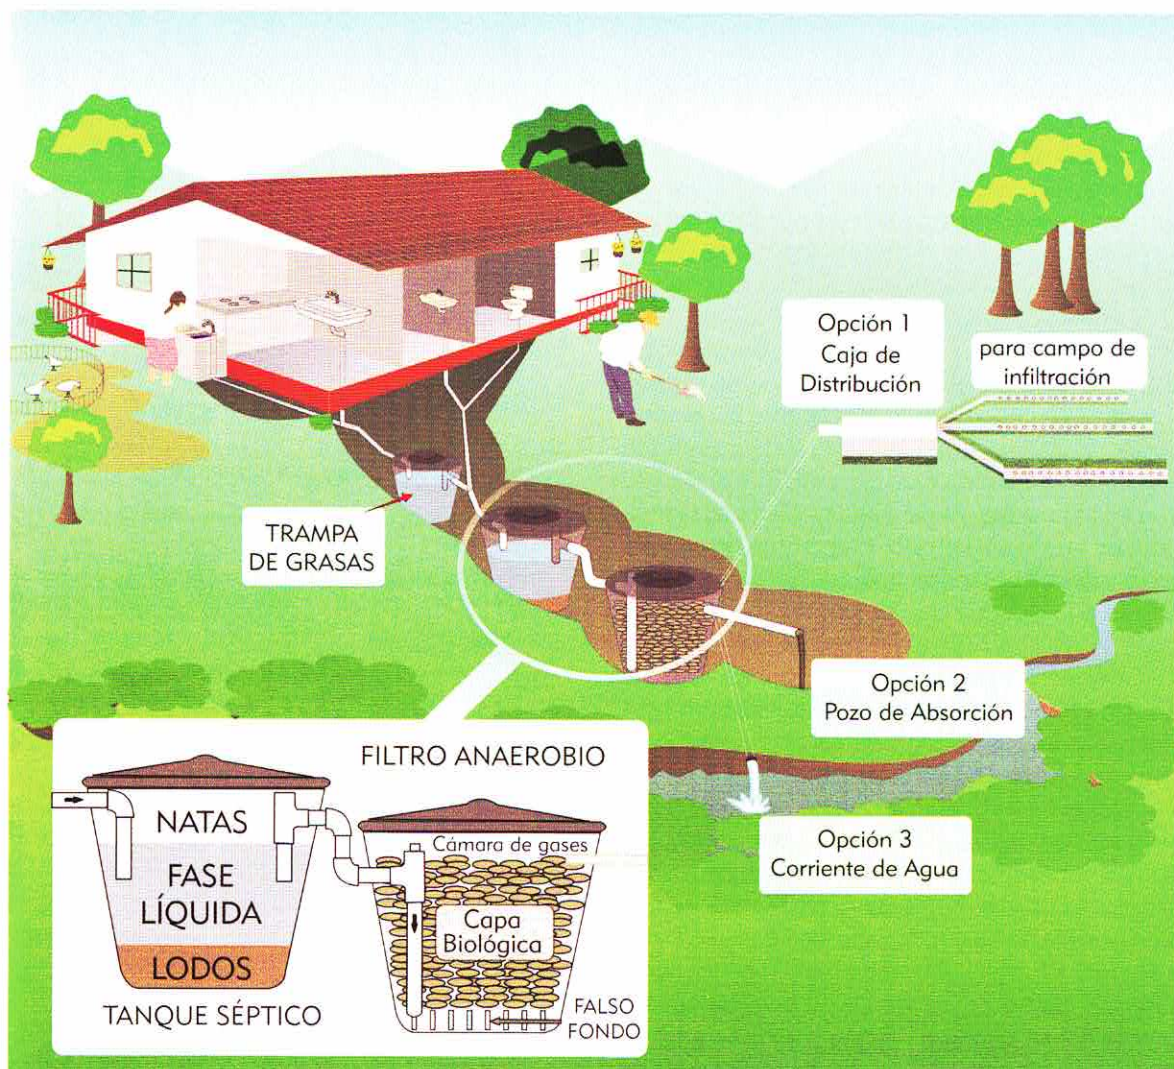 Opción 1
Caja de
Distribución
para campo de
infiltración
TRAMPA
DE GRASAS
Opción 2
Pozo de Absorción
Opción 3
Corriente de Agua
FILTRO ANAEROBIO
NATAS
FASE
LÍQUIDA
LODOS
TANQUE SÉPTICO
Cámara de gases
Capa
Biológica
FALSO
FONDO